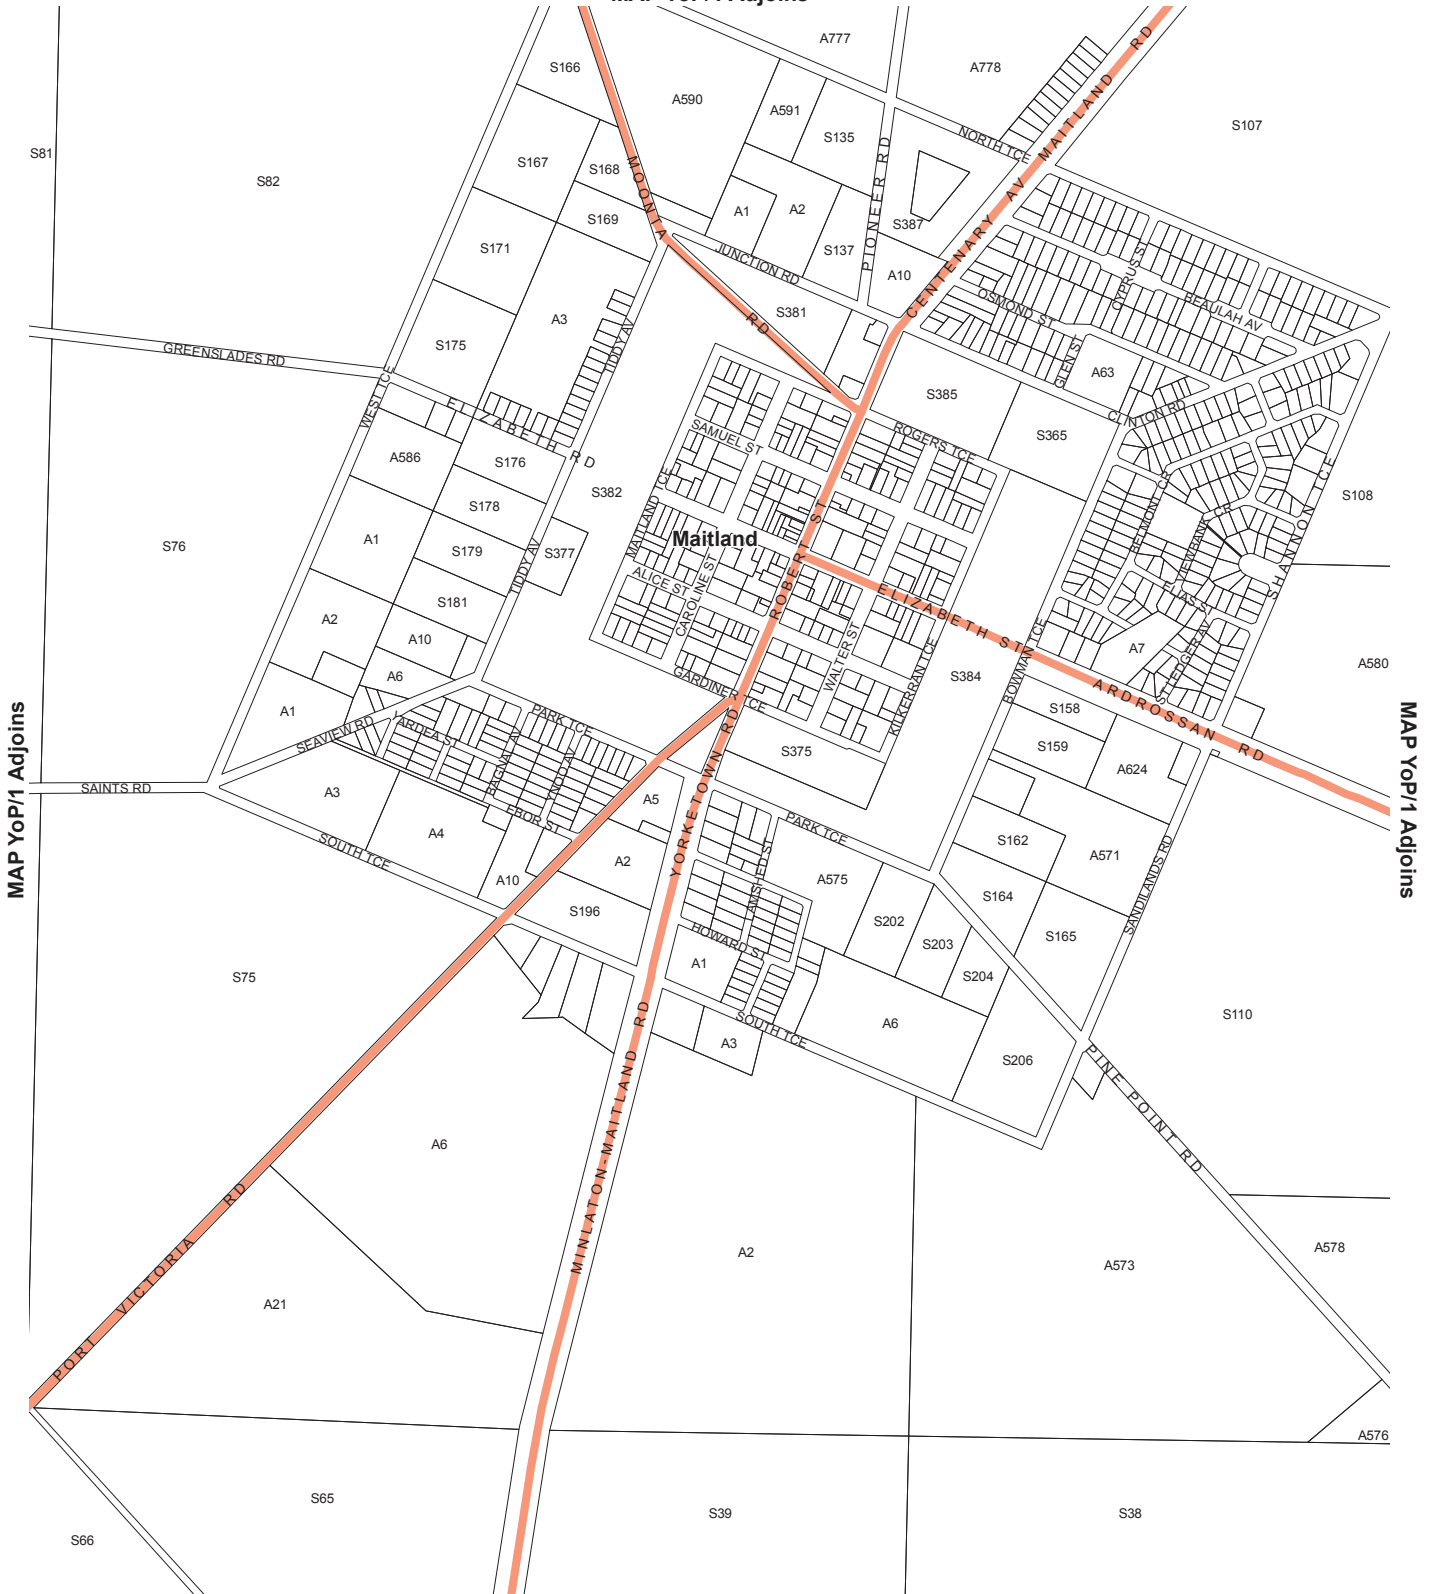 A777
S166
A778
A590
A591
S107
S135
NORTH TCE
MAITLAND RD
S81
S167
S168
MOONTA
PIONEER RD
S82
A1
A2
S169
S387
CENTENARY AV
S171
JUNCTION RD
S137
A10
CYPRUS S
OSMOND ST
BEAULAH AV
A3
S381
RD
TIDDY AV
S175
GREENSLADES RD
GLEN ST
A63
WEST TCE
S385
ELIZABETH RD
CLINTON RD
SAMUEL ST
ROGERS TCE
S365
A586
S176
S382
MAITLAND TCE
S108
S178
SHANNON TCE
BELMONT CR
VIEWBANK CR
ROBERT ST
A1
S76
S179
S377
Maitland
TIDDY AV
ALICE ST
CAROLINE ST
ELIZABETH ST
ELIAS ST
S181
A2
A10
WALTER ST
KILKERRAN TCE
BOWMAN TCE
A7
ST LEDGER AV
A580
A6
S384
GARDINER TCE
ARDROSSAN RD
A1
SEAVIEW RD
PARK TCE
S158
MAP YoP/1 Adjoins
MAP YoP/1 Adjoins
S159
S375
A624
YORKETOWN RD
SAINTS RD
A3
A5
EBOR ST
PARK TCE
A4
SOUTH TCE
A2
S162
A571
A10
A575
SANDILANDS RD
S164
S196
S202
S203
S165
HOWARD ST
A1
S75
S204
SOUTH TCE
A6
S110
A3
S206
PINE POINT RD
MINLATON-MAITLAND RD
A6
PORT VICTORIA RD
A2
A573
A578
A21
A576
S65
S39
S38
S66